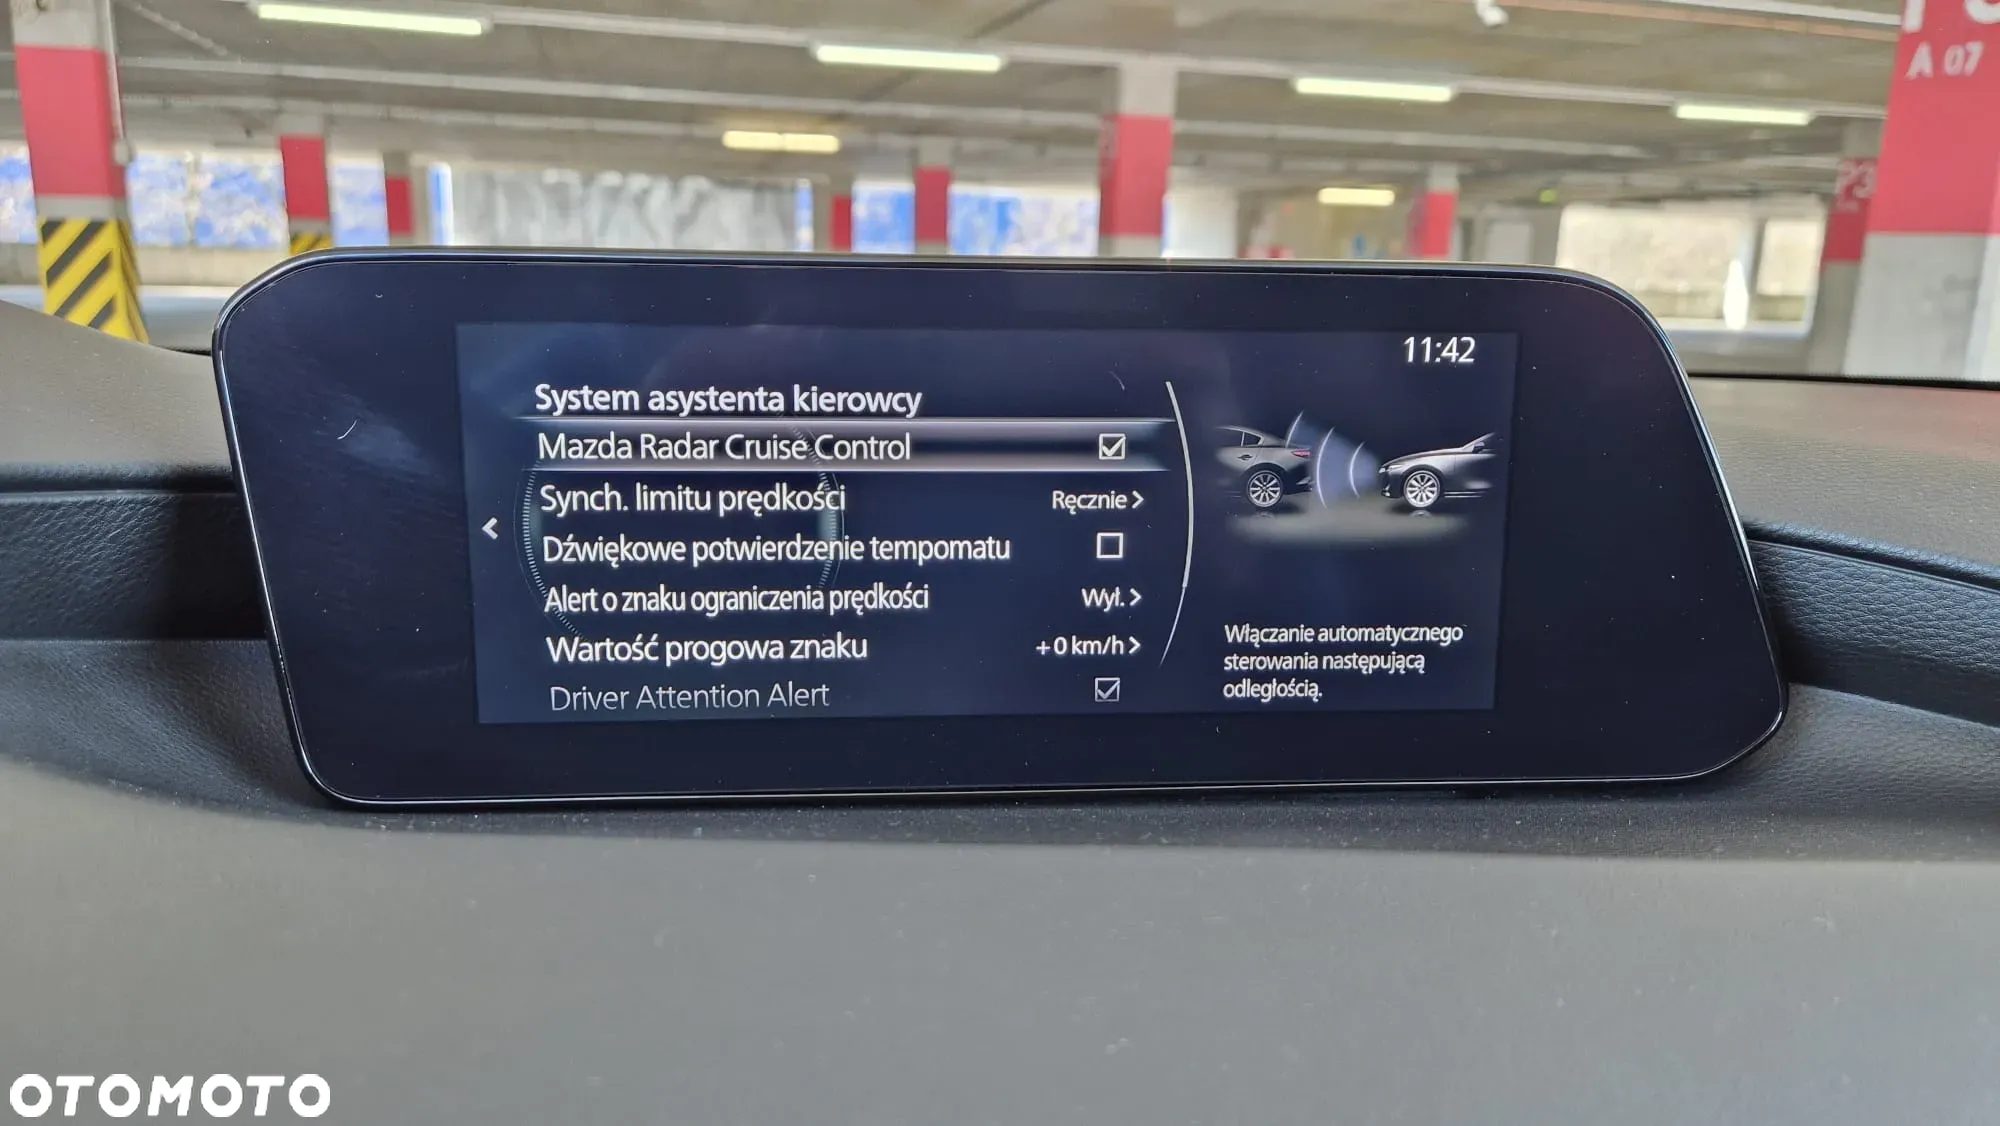 A 07
P3
11:42
System asystenta kierowcy
Mazda Radar Cruise Control
Synch. limitu prędkości Ręcznie >
Dźwiękowe potwierdzenie tempomatu
Alert o znaku ograniczenia prędkości Wył. >
Wartość progowa znaku +0 km/h >
Driver Attention Alert
Włączanie automatycznego
sterowania następującą
odległością.
OTOMOTO